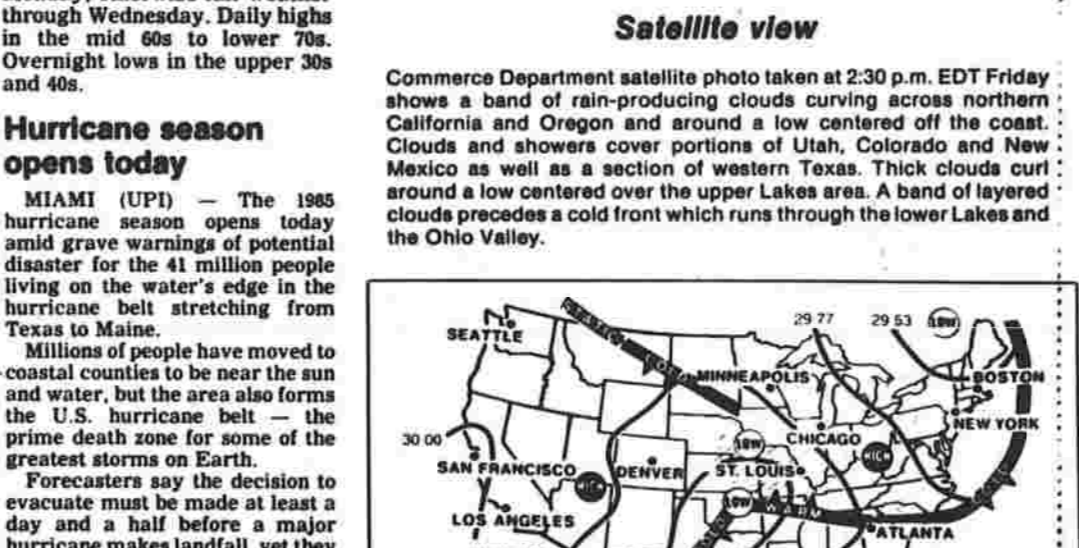 through Wednesday. Daily highs
in the mid 60s to lower 70s.
Overnight lows in the upper 30s
and 40s.
Hurricane season
opens today
MIAMI (UPI) — The 1985
hurricane season opens today
amid grave warnings of potential
disaster for the 41 million people
living on the water's edge in the
hurricane belt stretching from
Texas to Maine.
Millions of people have moved to
coastal counties to be near the sun
and water, but the area also forms
the U.S. hurricane belt — the
prime death zone for some of the
greatest storms on Earth.
Forecasters say the decision to
evacuate must be made at least a
day and a half before a major
hurricane makes landfall, yet they
Satellite view
Commerce Department satellite photo taken at 2:30 p.m. EDT Friday
shows a band of rain-producing clouds curving across northern
California and Oregon and around a low centered off the coast.
Clouds and showers cover portions of Utah, Colorado and New
Mexico as well as a section of western Texas. Thick clouds curl
around a low centered over the upper Lakes area. A band of layered
clouds precedes a cold front which runs through the lower Lakes and
the Ohio Valley.
29 77
29 53
LOW
SEATTLE
COLD
MINNEAPOLIS
BOSTON
NEW YORK
30 00
LOW
CHICAGO
HIGH
SAN FRANCISCO
DENVER
ST. LOUIS
HIGH
LOW
WARM
LOS ANGELES
ATLANTA